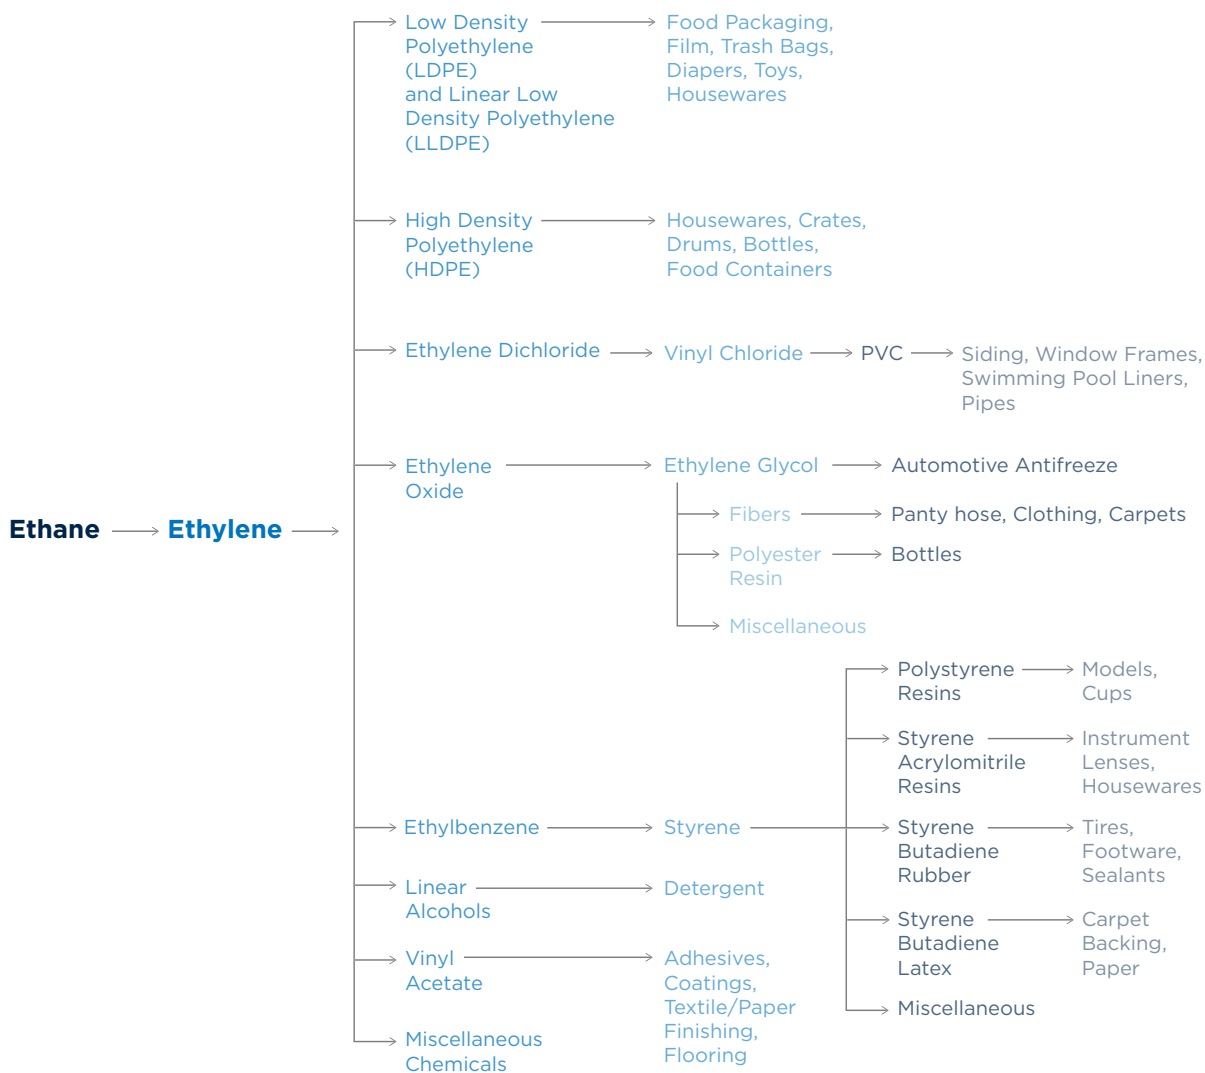 Ethane
Ethylene
Low Density
Polyethylene
(LDPE)
and Linear Low
Density Polyethylene
(LLDPE)
Food Packaging,
Film, Trash Bags,
Diapers, Toys,
Housewares
High Density
Polyethylene
(HDPE)
Housewares, Crates,
Drums, Bottles,
Food Containers
Ethylene Dichloride
Vinyl Chloride
PVC
Siding, Window Frames,
Swimming Pool Liners,
Pipes
Ethylene
Oxide
Ethylene Glycol
Automotive Antifreeze
Fibers
Panty hose, Clothing, Carpets
Polyester
Resin
Bottles
Miscellaneous
Ethylbenzene
Styrene
Polystyrene
Resins
Models,
Cups
Styrene
Acrylomitrile
Resins
Instrument
Lenses,
Housewares
Styrene
Butadiene
Rubber
Tires,
Footware,
Sealants
Styrene
Butadiene
Latex
Carpet
Backing,
Paper
Miscellaneous
Linear
Alcohols
Detergent
Vinyl
Acetate
Adhesives,
Coatings,
Textile/Paper
Finishing,
Flooring
Miscellaneous
Chemicals